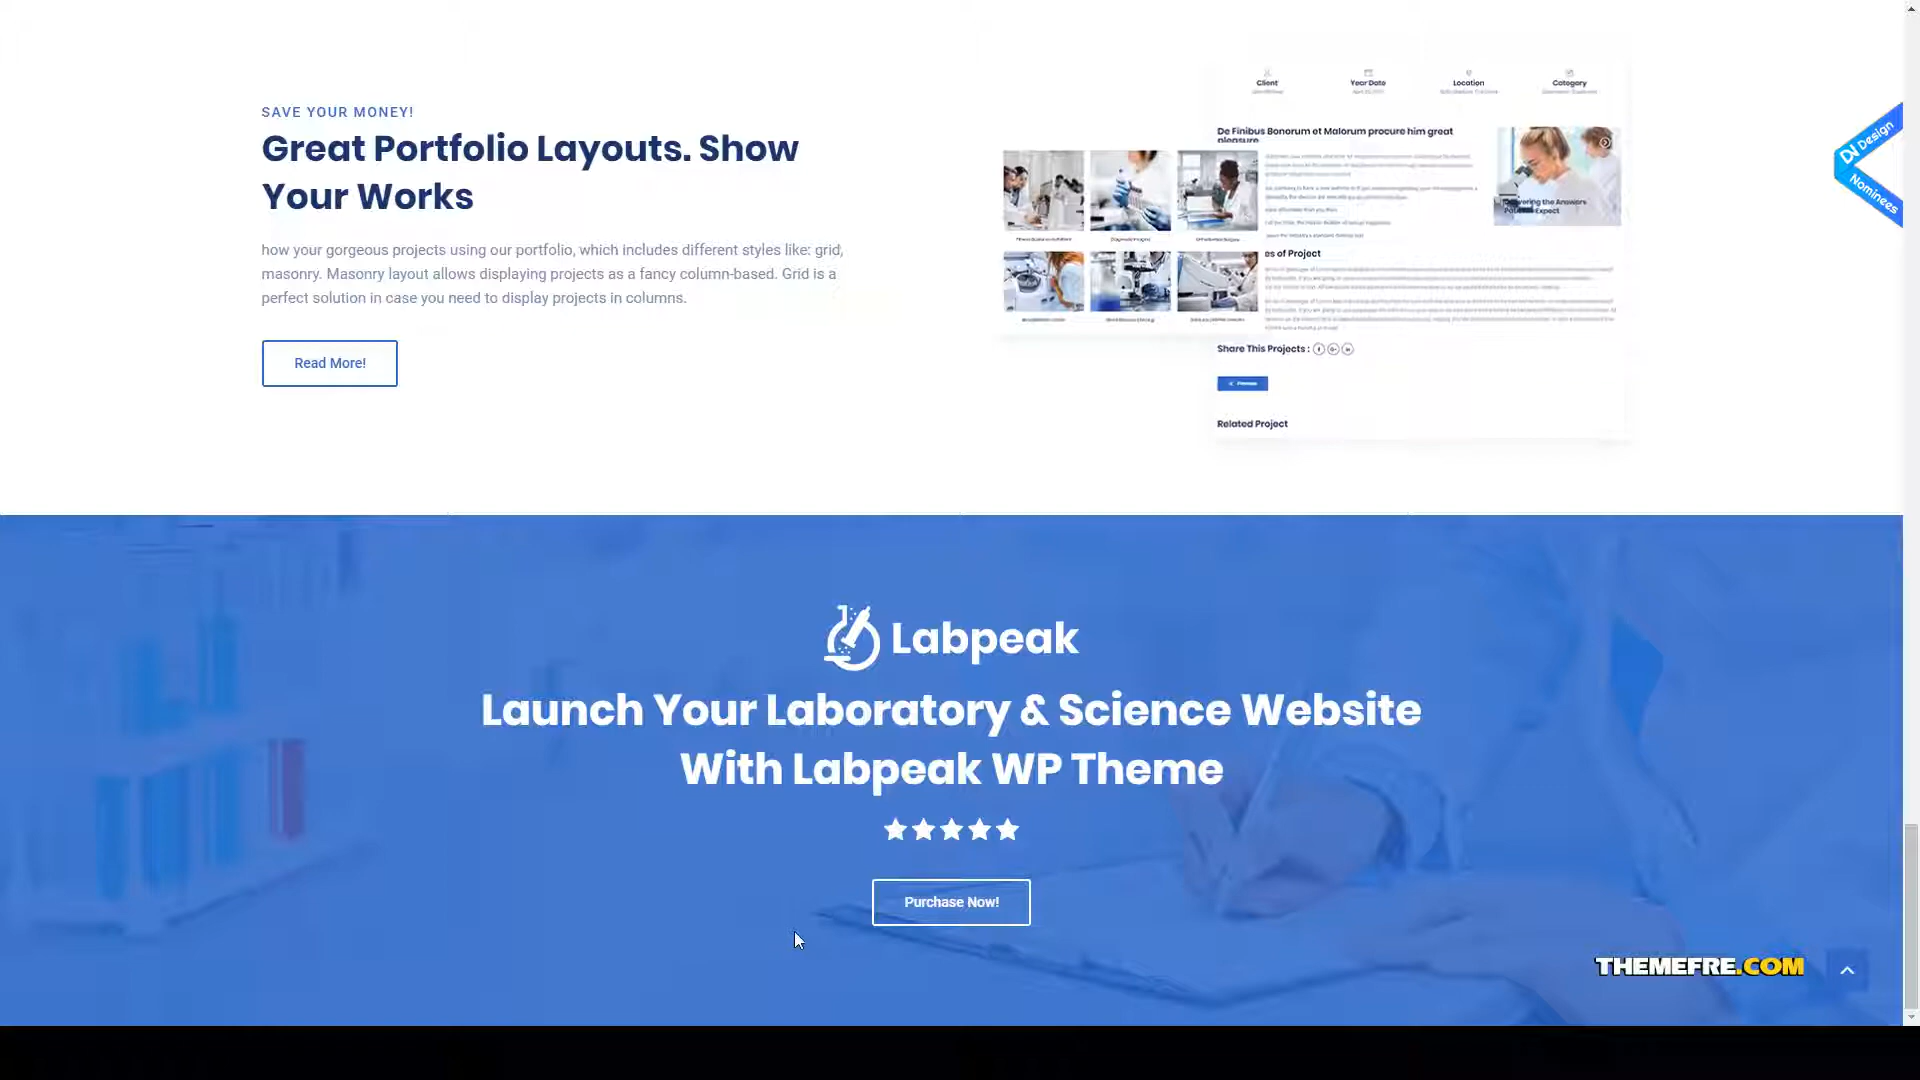 SAVE YOUR MONEY!
Great Portfolio Layouts. Show
Your Works
how your gorgeous projects using our portfolio, which includes different styles like: grid,
masonry. Masonry layout allows displaying projects as a fancy column-based. Grid is a
perfect solution in case you need to display projects in columns.
Read More!
Client
Year Date
Location
Category
De Finibus Bonorum et Malorum procure him great
pleasure
es of Project
Share This Projects :
Previous
Related Project
DN Design
Nominees
Labpeak
Launch Your Laboratory & Science Website
With Labpeak WP Theme
Purchase Now!
THEMEFRE.COM